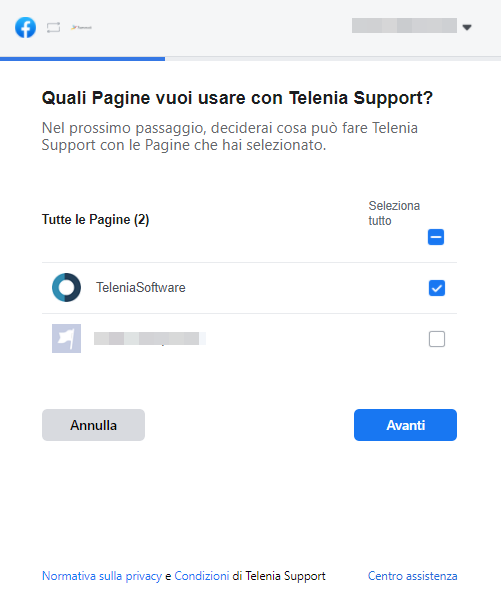 Quali Pagine vuoi usare con Telenia Support?
Nel prossimo passaggio, deciderai cosa può fare Telenia
Support con le Pagine che hai selezionato.
Tutte le Pagine (2)
Seleziona
tutto
TeleniaSoftware
Annulla
Avanti
Normativa sulla privacy e Condizioni di Telenia Support
Centro assistenza